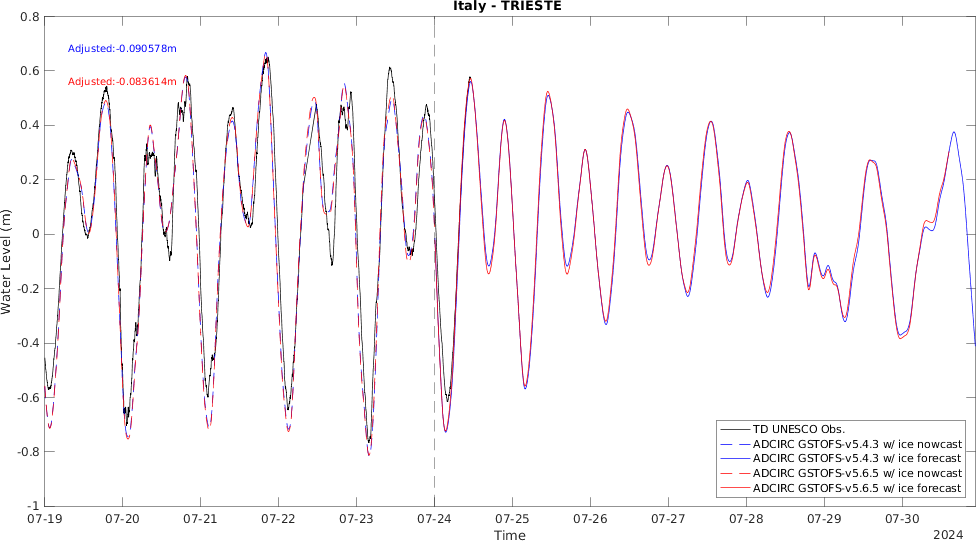 Italy - TRIESTE
0.8
0.6
0.4
0.2
0
-0.2
-0.4
-0.6
-0.8
-1
Water Level (m)
Adjusted:-0.090578m
Adjusted:-0.083614m
TD UNESCO Obs.
ADCIRC GSTOFS-v5.4.3 w/ ice nowcast
ADCIRC GSTOFS-v5.4.3 w/ ice forecast
ADCIRC GSTOFS-v5.6.5 w/ ice nowcast
ADCIRC GSTOFS-v5.6.5 w/ ice forecast
07-19 07-20 07-21 07-22 07-23 07-24 07-25 07-26 07-27 07-28 07-29 07-30
Time
2024